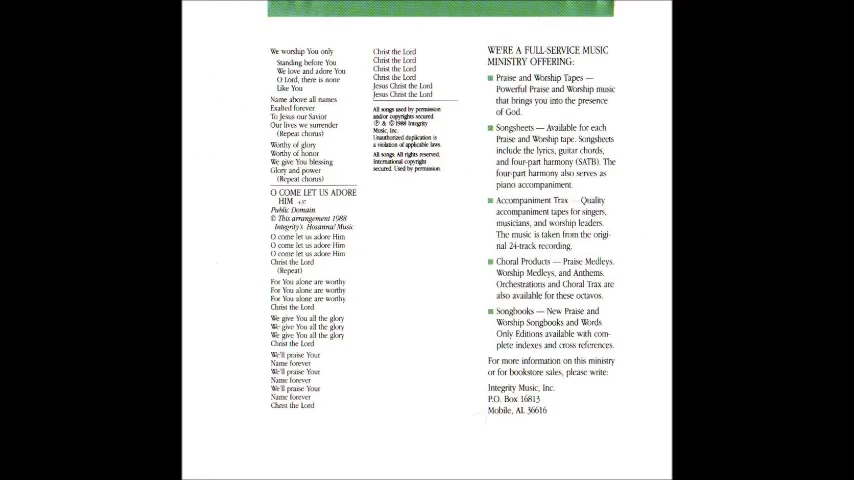 We worship You only
Standing before You
We love and adore You
O Lord, there is none
Like You
Name above all names
Exalted forever
To Jesus our Savior
Our lives we surrender
(Repeat chorus)
Worthy of glory
Worthy of honor
We give You blessing
Glory and power
(Repeat chorus)
O COME LET US ADORE
HIM 4:37
Public Domain
© This arrangement 1988
Integrity's Hosanna! Music
O come let us adore Him
O come let us adore Him
O come let us adore Him
Christ the Lord
(Repeat)
For You alone are worthy
For You alone are worthy
For You alone are worthy
Christ the Lord
We give You all the glory
We give You all the glory
We give You all the glory
Christ the Lord
We'll praise Your
Name forever
We'll praise Your
Name forever
We'll praise Your
Name forever
Christ the Lord
Christ the Lord
Christ the Lord
Christ the Lord
Christ the Lord
Jesus Christ the Lord
Jesus Christ the Lord
All songs used by permission
and/or copyrights secured.
℗ & © 1988 Integrity
Music, Inc.
Unauthorized duplication is
a violation of applicable laws.
All songs: All rights reserved.
International copyright
secured. Used by permission.
WE'RE A FULL-SERVICE MUSIC
MINISTRY OFFERING:
■ Praise and Worship Tapes —
Powerful Praise and Worship music
that brings you into the presence
of God.
■ Songsheets — Available for each
Praise and Worship tape. Songsheets
include the lyrics, guitar chords,
and four-part harmony (SATB). The
four-part harmony also serves as
piano accompaniment.
■ Accompaniment Trax — Quality
accompaniment tapes for singers,
musicians, and worship leaders.
The music is taken from the origi-
nal 24-track recording.
■ Choral Products — Praise Medleys,
Worship Medleys, and Anthems.
Orchestrations and Choral Trax are
also available for these octavos.
■ Songbooks — New Praise and
Worship Songbooks and Words
Only Editions available with com-
plete indexes and cross references.
For more information on this ministry
or for bookstore sales, please write:
Integrity Music, Inc.
P.O. Box 16813
Mobile, AL 36616